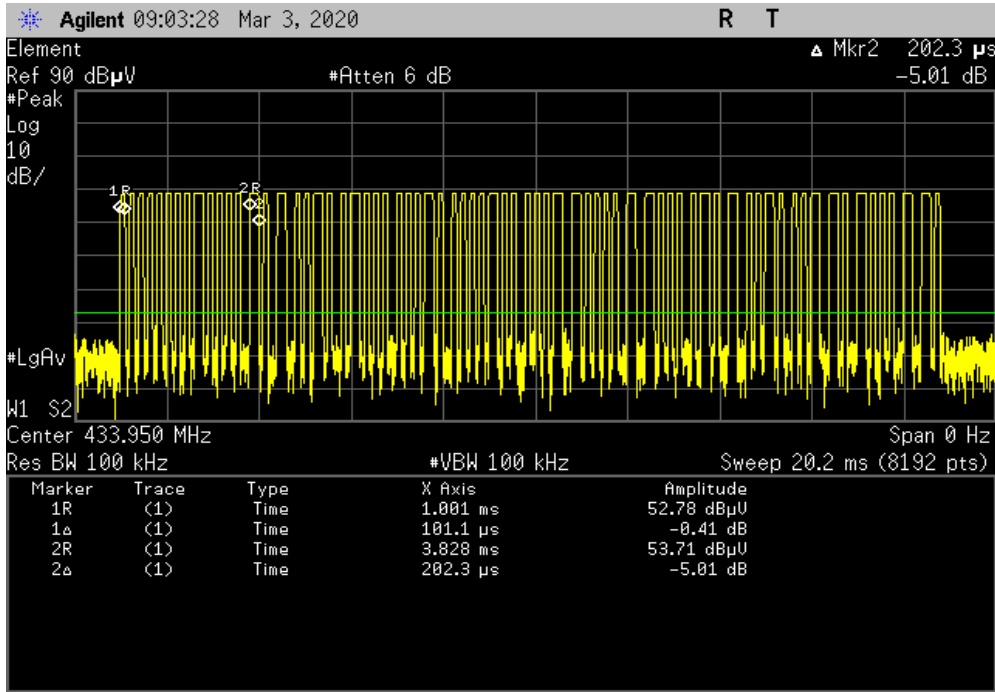 Agilent 09:03:28 Mar 3, 2020 R T
Element
Δ Mkr2 202.3 µs
Ref 90 dBµV #Atten 6 dB -5.01 dB
#Peak
Log
10
dB/
1R 2R
2
#LgAv
W1 S2
Center 433.950 MHz Span 0 Hz
Res BW 100 kHz #VBW 100 kHz Sweep 20.2 ms (8192 pts)
Marker Trace Type X Axis Amplitude
1R (1) Time 1.001 ms 52.78 dBµV
1Δ (1) Time 101.1 µs -0.41 dB
2R (1) Time 3.828 ms 53.71 dBµV
2Δ (1) Time 202.3 µs -5.01 dB